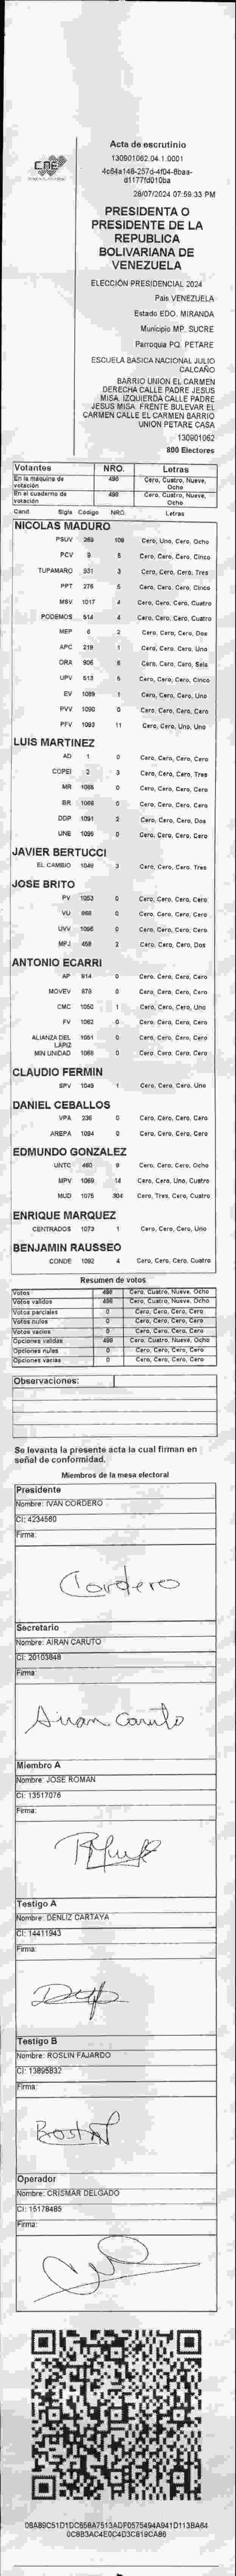 CNE
Acta de escrutinio
130901062.04.1.0001
4c64a146-257d-4f04-8baa-
d1177fd010ba
28/07/2024 07:59:33 PM
PRESIDENTA O
PRESIDENTE DE LA
REPUBLICA
BOLIVARIANA DE
VENEZUELA
ELECCIÓN PRESIDENCIAL 2024
País VENEZUELA
Estado EDO. MIRANDA
Municipio MP. SUCRE
Parroquia PQ. PETARE
ESCUELA BASICA NACIONAL JULIO
CALCAÑO
BARRIO UNION EL CARMEN
DERECHA CALLE PADRE JESUS
MISA. IZQUIERDA CALLE PADRE
JESUS MISA. FRENTE BULEVAR EL
CARMEN CALLE EL CARMEN BARRIO
UNION PETARE CASA
130901062
800 Electores
Votantes NRO. Letras
En la máquina de votación 498 Cero, Cuatro, Nueve, Ocho
En el cuaderno de votación 498 Cero, Cuatro, Nueve, Ocho
Cand. Sigla Código NRO. Letras
NICOLAS MADURO
PSUV 269 108 Cero, Uno, Cero, Ocho
PCV 9 5 Cero, Cero, Cero, Cinco
TUPAMARO 931 3 Cero, Cero, Cero, Tres
PPT 276 5 Cero, Cero, Cero, Cinco
MSV 1017 4 Cero, Cero, Cero, Cuatro
PODEMOS 514 4 Cero, Cero, Cero, Cuatro
MEP 6 2 Cero, Cero, Cero, Dos
APC 219 1 Cero, Cero, Cero, Uno
ORA 906 6 Cero, Cero, Cero, Seis
UPV 513 5 Cero, Cero, Cero, Cinco
EV 1089 1 Cero, Cero, Cero, Uno
PVV 1090 0 Cero, Cero, Cero, Cero
PFV 1093 11 Cero, Cero, Uno, Uno
LUIS MARTINEZ
AD 1 0 Cero, Cero, Cero, Cero
COPEI 2 3 Cero, Cero, Cero, Tres
MR 1065 0 Cero, Cero, Cero, Cero
BR 1066 0 Cero, Cero, Cero, Cero
DDP 1091 2 Cero, Cero, Cero, Dos
UNE 1096 0 Cero, Cero, Cero, Cero
JAVIER BERTUCCI
EL CAMBIO 1046 3 Cero, Cero, Cero, Tres
JOSE BRITO
PV 1053 0 Cero, Cero, Cero, Cero
VU 868 0 Cero, Cero, Cero, Cero
UVV 1095 0 Cero, Cero, Cero, Cero
MPJ 458 2 Cero, Cero, Cero, Dos
ANTONIO ECARRI
AP 914 0 Cero, Cero, Cero, Cero
MOVEV 878 0 Cero, Cero, Cero, Cero
CMC 1050 1 Cero, Cero, Cero, Uno
FV 1062 0 Cero, Cero, Cero, Cero
ALIANZA DEL LÁPIZ 1051 0 Cero, Cero, Cero, Cero
MIN UNIDAD 1068 0 Cero, Cero, Cero, Cero
CLAUDIO FERMIN
SPV 1049 1 Cero, Cero, Cero, Uno
DANIEL CEBALLOS
VPA 236 0 Cero, Cero, Cero, Cero
AREPA 1094 0 Cero, Cero, Cero, Cero
EDMUNDO GONZALEZ
UNTC 460 8 Cero, Cero, Cero, Ocho
MPV 1069 14 Cero, Cero, Uno, Cuatro
MUD 1075 304 Cero, Tres, Cero, Cuatro
ENRIQUE MARQUEZ
CENTRADOS 1073 1 Cero, Cero, Cero, Uno
BENJAMIN RAUSSEO
CONDE 1092 4 Cero, Cero, Cero, Cuatro
Resumen de votos
Votos 498 Cero, Cuatro, Nueve, Ocho
Votos validos 498 Cero, Cuatro, Nueve, Ocho
Votos parciales 0 Cero, Cero, Cero, Cero
Votos nulos 0 Cero, Cero, Cero, Cero
Votos vacios 0 Cero, Cero, Cero, Cero
Opciones validas 498 Cero, Cuatro, Nueve, Ocho
Opciones nulas 0 Cero, Cero, Cero, Cero
Opciones vacias 0 Cero, Cero, Cero, Cero
Observaciones:
Se levanta la presente acta la cual firman en
señal de conformidad.
Miembros de la mesa electoral
Presidente
Nombre: IVAN CORDERO
CI: 4234560
Firma:
Cordero
Secretario
Nombre: AIRAN CARUTO
CI: 20103848
Firma:
Airan Caruto
Miembro A
Nombre: JOSE ROMAN
CI: 13517076
Firma:
Testigo A
Nombre: DENLIZ CARTAYA
CI: 14411943
Firma:
Testigo B
Nombre: ROSLIN FAJARDO
CI: 13895832
Firma:
Operador
Nombre: CRISMAR DELGADO
CI: 15178485
Firma:
08A89C51D1DC658A7513ADF0575494A941D113BA64
0C8B3AC4E0C4D3C819CA86